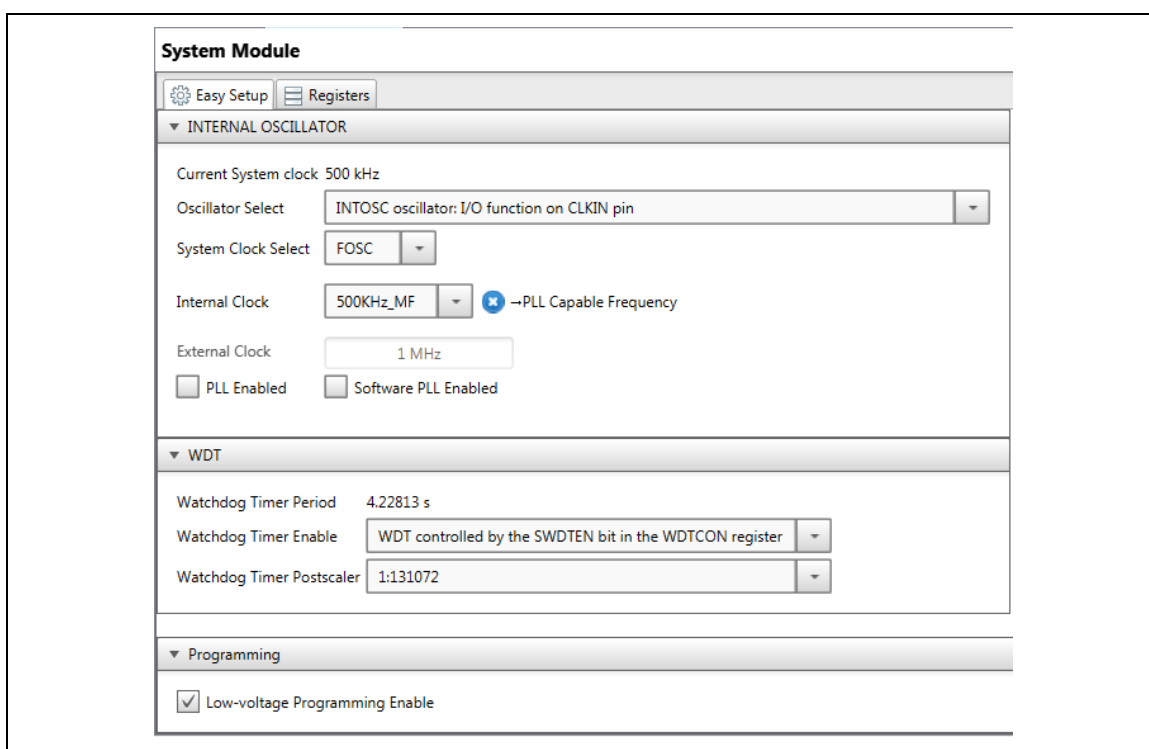 System Module
Easy Setup Registers
INTERNAL OSCILLATOR
Current System clock 500 kHz
Oscillator Select INTOSC oscillator: I/O function on CLKIN pin
System Clock Select FOSC
Internal Clock 500KHz_MF →PLL Capable Frequency
External Clock 1 MHz
PLL Enabled Software PLL Enabled
WDT
Watchdog Timer Period 4.22813 s
Watchdog Timer Enable WDT controlled by the SWDTEN bit in the WDTCON register
Watchdog Timer Postscaler 1:131072
Programming
Low-voltage Programming Enable